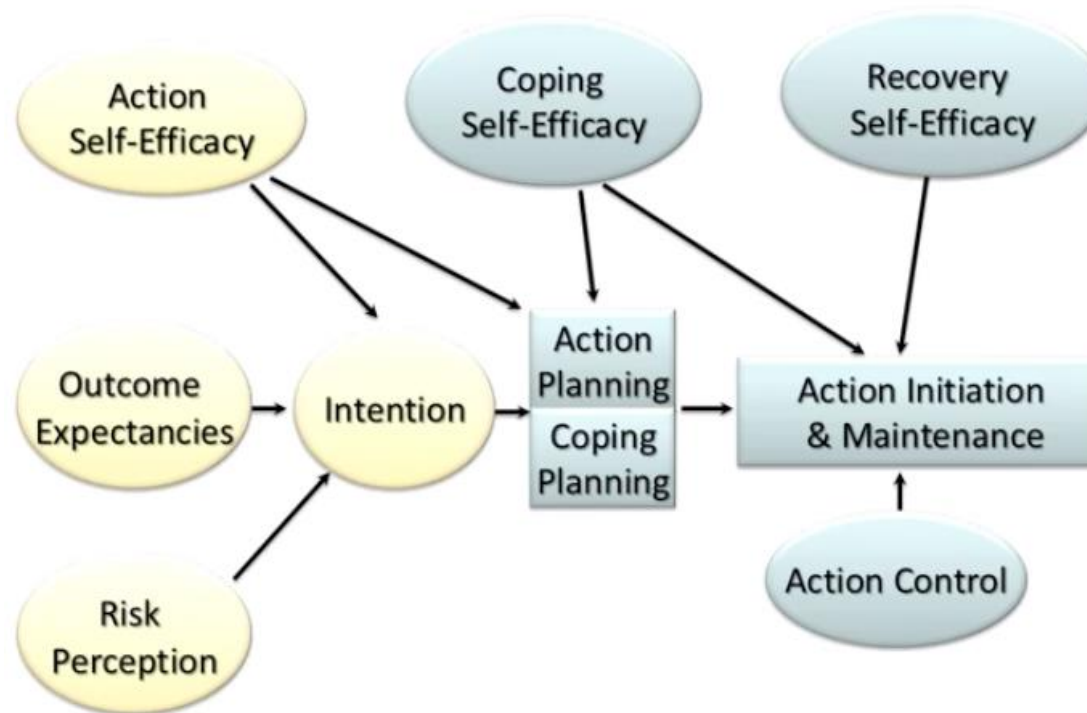 Action
Self-Efficacy
Coping
Self-Efficacy
Recovery
Self-Efficacy
Outcome
Expectancies
Intention
Action
Planning
Coping
Planning
Action Initiation
& Maintenance
Risk
Perception
Action Control